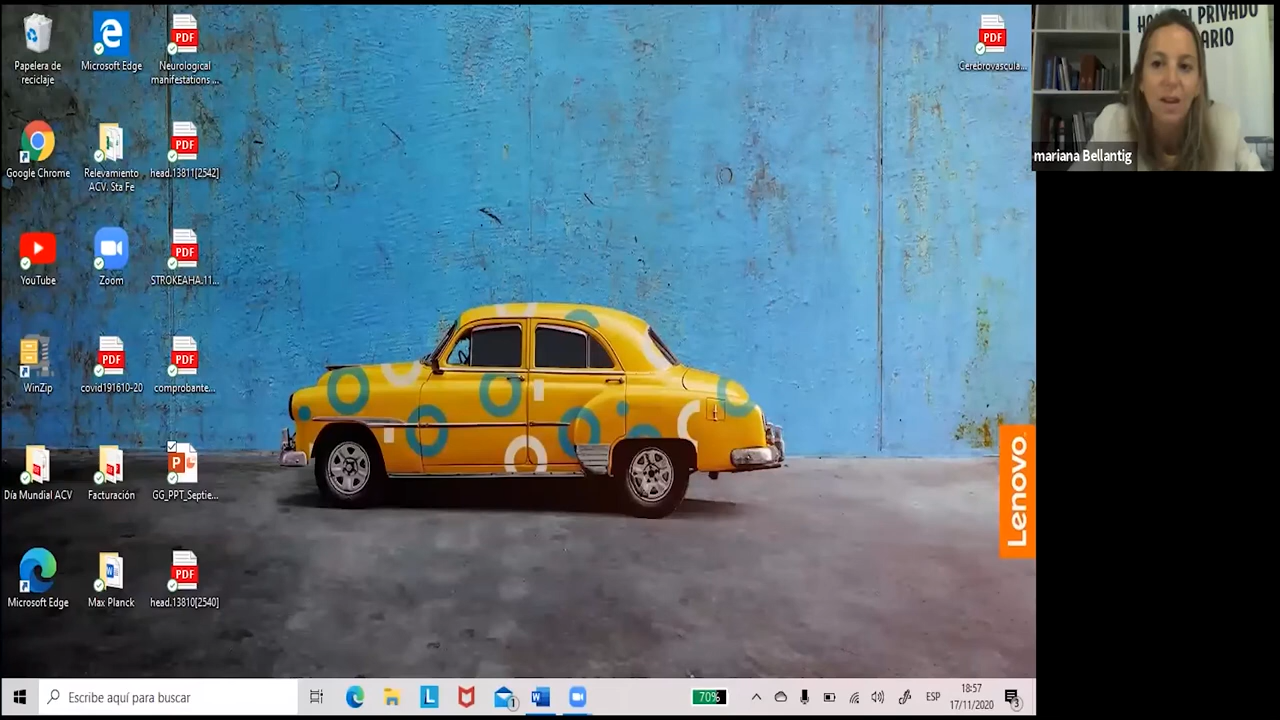 Papelera de
reciclaje
Microsoft Edge
PDF
Neurological
manifestations ...
PDF
Cerebrovascula...
Google Chrome
Relevamiento
ACV. Sta Fe
PDF
head.13811[2542]
YouTube
Zoom
PDF
STROKEAHA.11...
WinZip
PDF
covid191610-20
PDF
comprobante...
Día Mundial ACV
Facturación
P
GG_PPT_Septie...
Microsoft Edge
W
Max Planck
PDF
head.13810[2540]
Lenovo
PRIVADO
mariana Bellantig
Escribe aquí para buscar
L
W
1
70%
ESP
18:57
17/11/2020
3